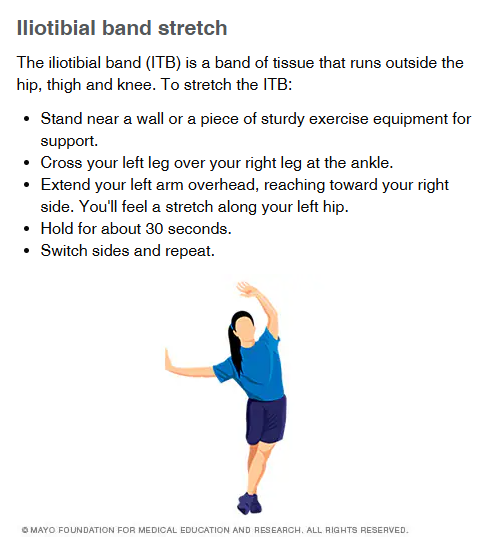 Iliotibial band stretch
The iliotibial band (ITB) is a band of tissue that runs outside the
hip, thigh and knee. To stretch the ITB:
• Stand near a wall or a piece of sturdy exercise equipment for
support.
• Cross your left leg over your right leg at the ankle.
• Extend your left arm overhead, reaching toward your right
side. You'll feel a stretch along your left hip.
• Hold for about 30 seconds.
• Switch sides and repeat.
© MAYO FOUNDATION FOR MEDICAL EDUCATION AND RESEARCH. ALL RIGHTS RESERVED.